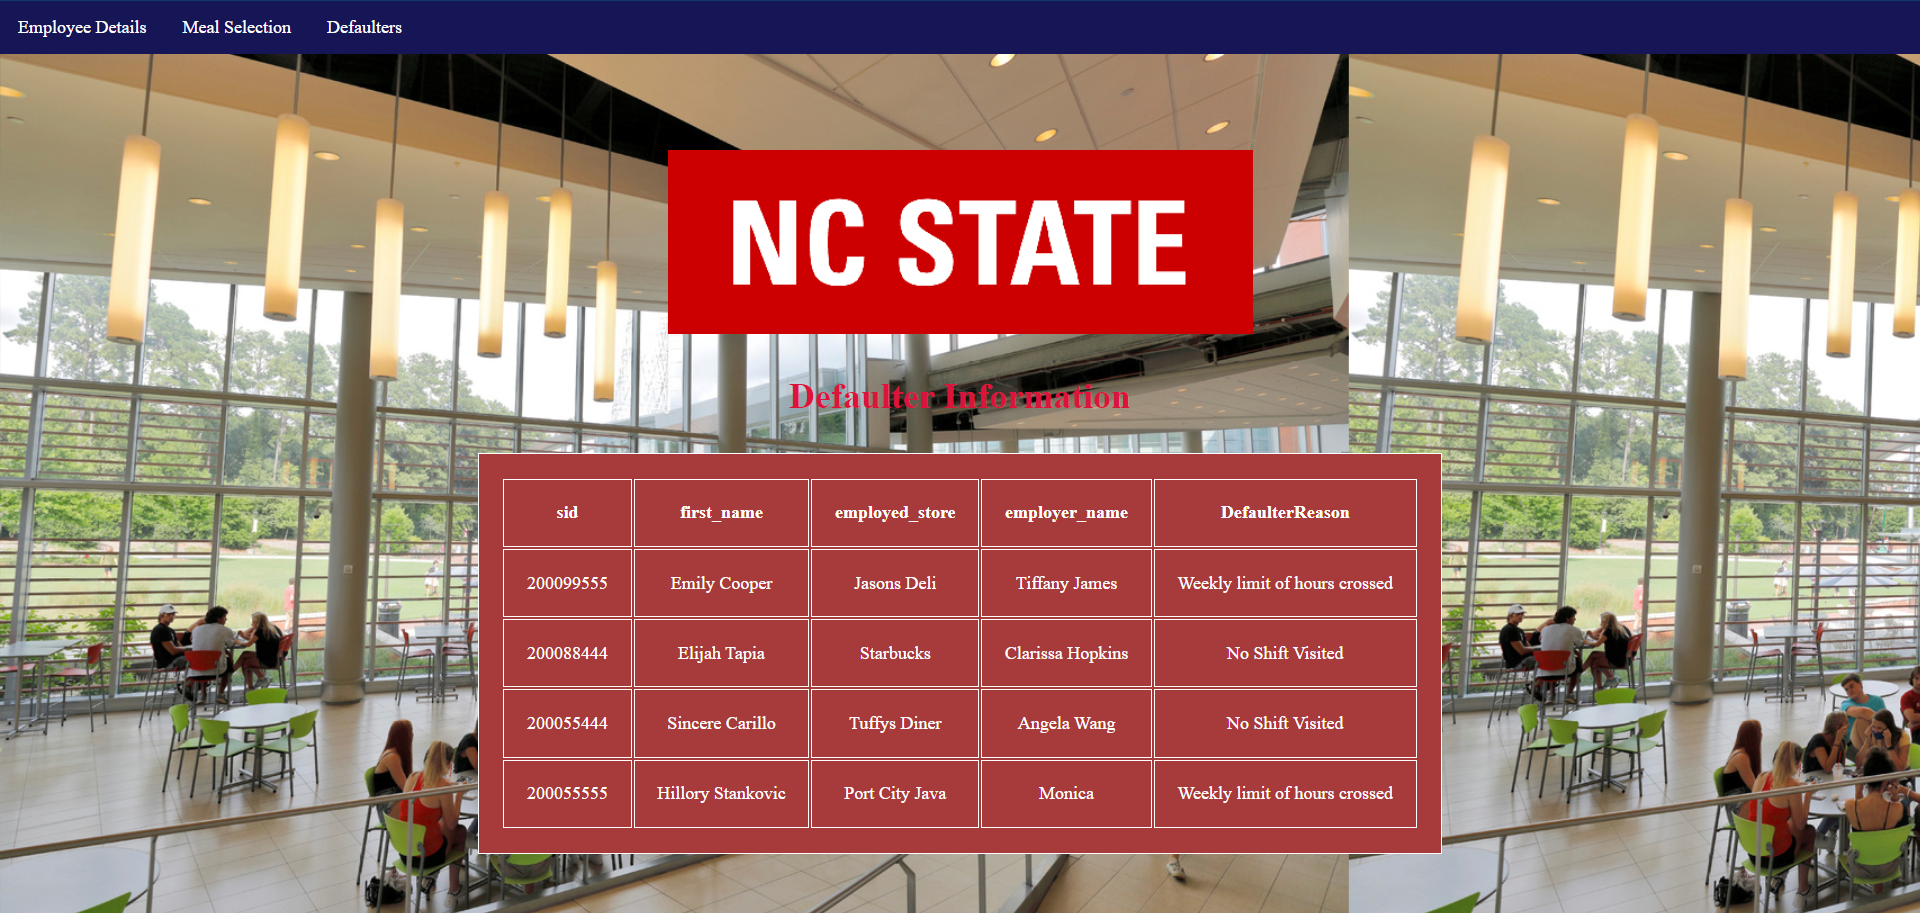 Employee Details Meal Selection Defaulters
NC STATE
Defaulter Information
sid first_name employed_store employer_name DefaulterReason
200099555 Emily Cooper Jasons Deli Tiffany James Weekly limit of hours crossed
200088444 Elijah Tapia Starbucks Clarissa Hopkins No Shift Visited
200055444 Sincere Carillo Tuffys Diner Angela Wang No Shift Visited
200055555 Hillory Stankovic Port City Java Monica Weekly limit of hours crossed